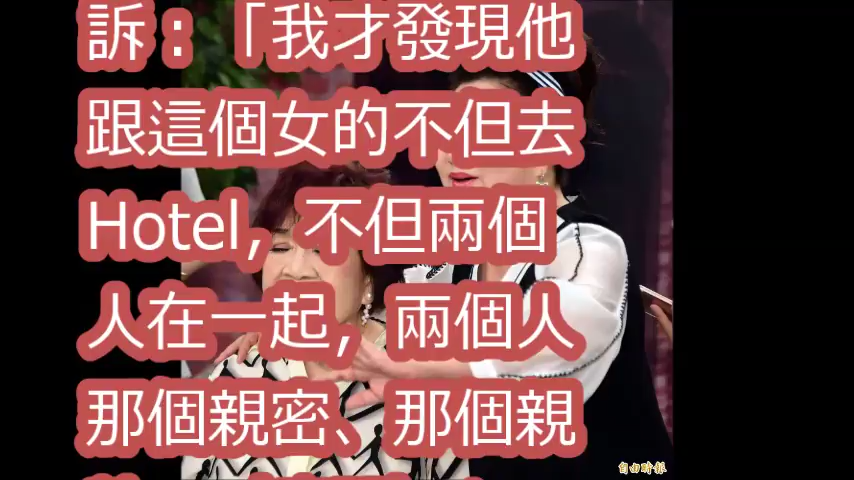 訴：「我才發現他
跟這個女的不但去
Hotel，不但兩個
人在一起，兩個人
那個親密、那個親
自由時報